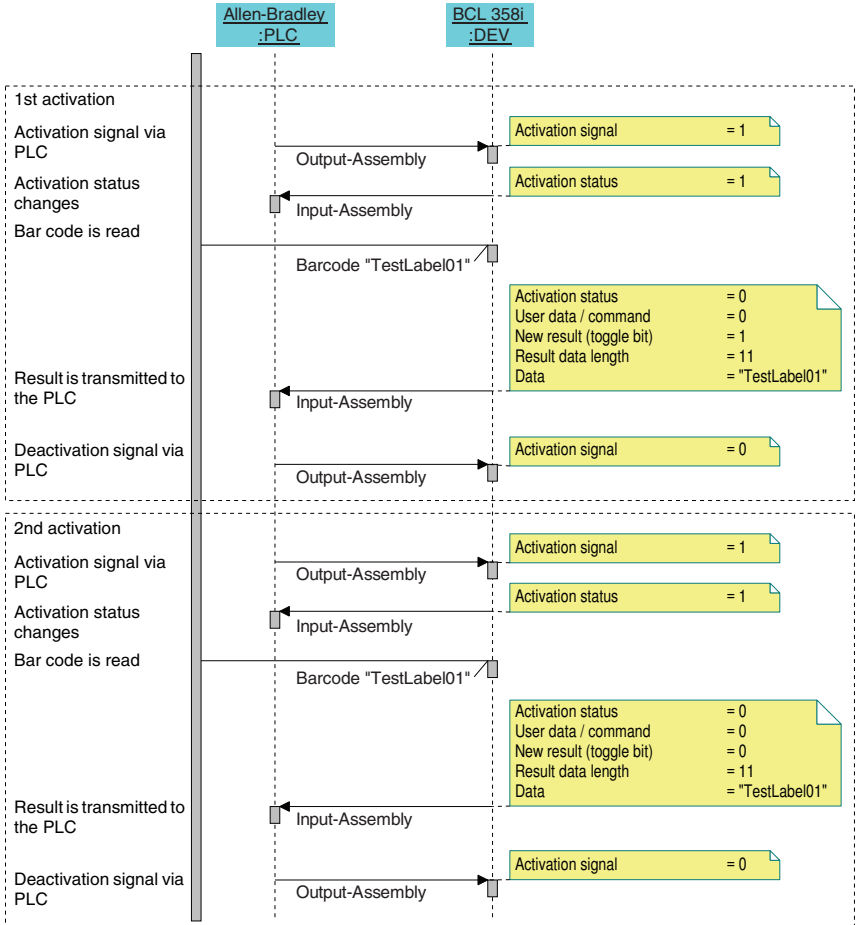 Allen-Bradley
:PLC
BCL 358i
:DEV
1st activation
Activation signal via
PLC
Output-Assembly
Activation signal = 1
Activation status
changes
Input-Assembly
Activation status = 1
Bar code is read
Barcode "TestLabel01"
Activation status = 0
User data / command = 0
New result (toggle bit) = 1
Result data length = 11
Data = "TestLabel01"
Result is transmitted to
the PLC
Input-Assembly
Deactivation signal via
PLC
Output-Assembly
Activation signal = 0
2nd activation
Activation signal via
PLC
Output-Assembly
Activation signal = 1
Activation status
changes
Input-Assembly
Activation status = 1
Bar code is read
Barcode "TestLabel01"
Activation status = 0
User data / command = 0
New result (toggle bit) = 0
Result data length = 11
Data = "TestLabel01"
Result is transmitted to
the PLC
Input-Assembly
Deactivation signal via
PLC
Output-Assembly
Activation signal = 0